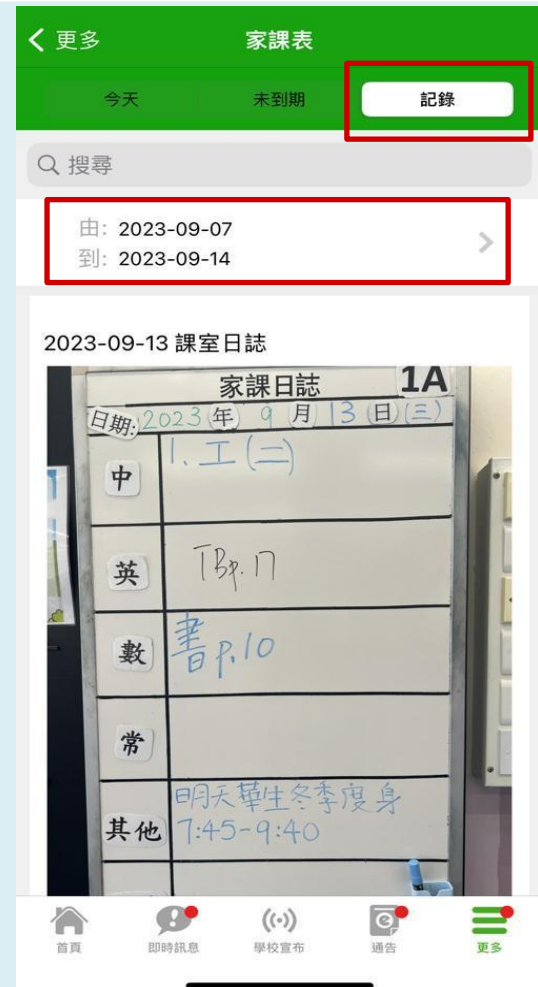 更多
家課表
今天
未到期
記錄
搜尋
由: 2023-09-07
到: 2023-09-14
2023-09-13 課室日誌
家課日誌 1A
日期: 2023 年 9 月 13 日 (三)
中 1. 工(二)
英 TBp.17
數 書 p.10
常
其他 明天華生冬季度身
7:45-9:40
首頁
即時訊息
學校宣布
通告
更多